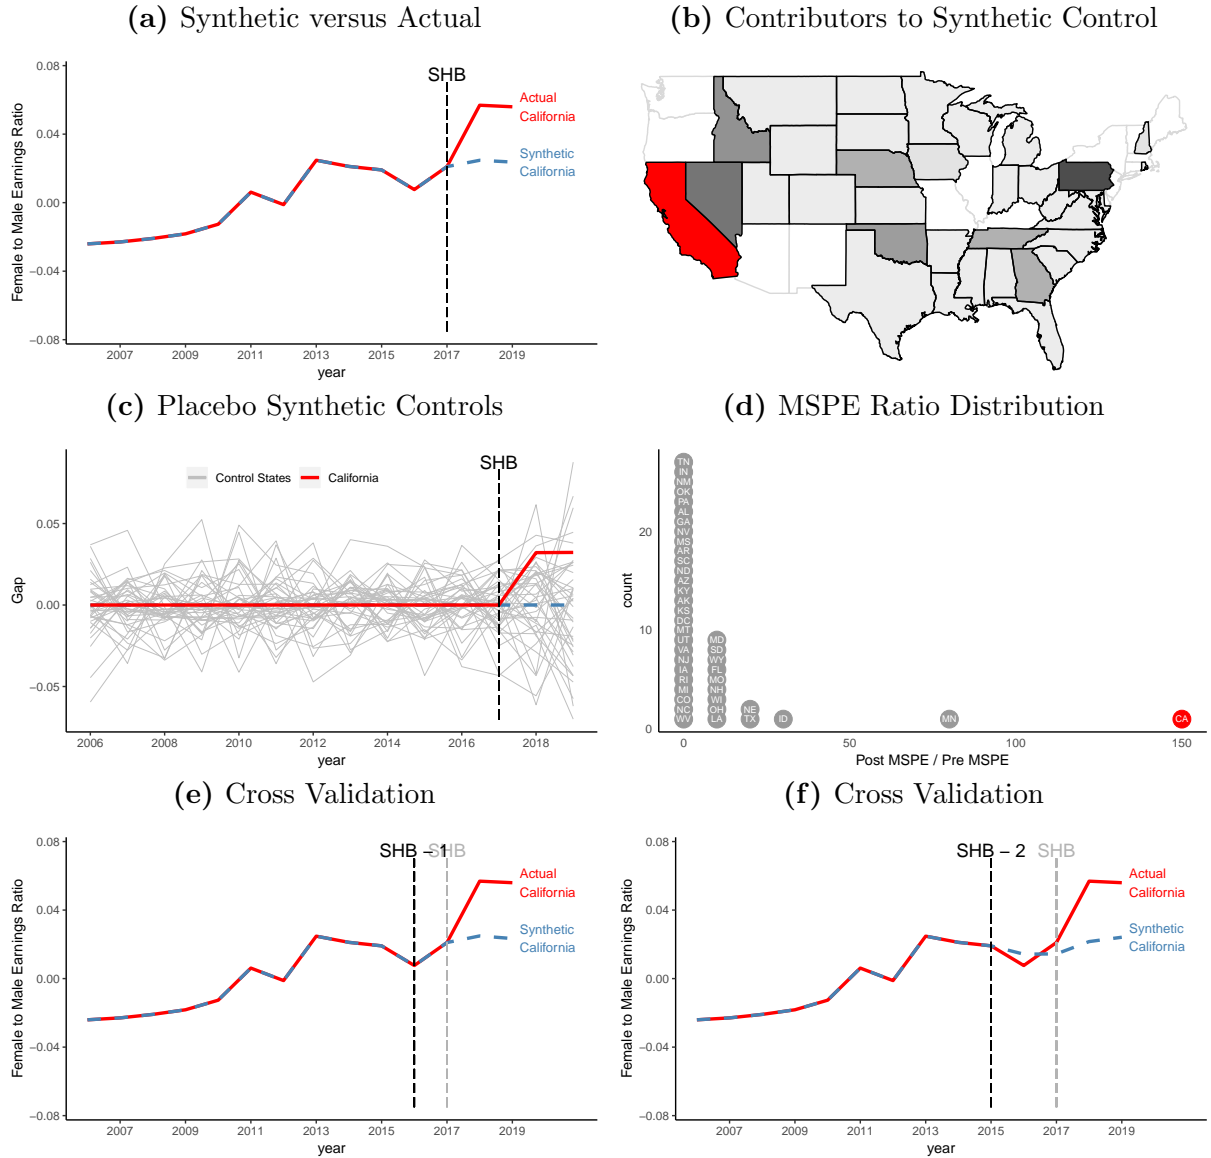 (a) Synthetic versus Actual
0.08
0.04
0.00
−0.04
−0.08
Female to Male Earnings Ratio
SHB
Actual
California
Synthetic
California
2007 2009 2011 2013 2015 2017 2019
year
(b) Contributors to Synthetic Control
(c) Placebo Synthetic Controls
0.05
0.00
−0.05
Gap
Control States California
SHB
2006 2008 2010 2012 2014 2016 2018
year
(d) MSPE Ratio Distribution
20
10
0
count
TN
IN
NM
OK
PA
AL
GA
NV
MS
AR
SC
ND
AZ
KY
AK
KS
DC
MT
UT
VA
NJ
IA
RI
MI
CO
NC
WV
MD
SD
WY
FL
MO
NH
WI
OH
LA
NE
TX
ID
MN
CA
0 50 100 150
Post MSPE / Pre MSPE
(e) Cross Validation
0.08
0.04
0.00
−0.04
−0.08
Female to Male Earnings Ratio
SHB − 1
SHB
Actual
California
Synthetic
California
2007 2009 2011 2013 2015 2017 2019
year
(f) Cross Validation
0.08
0.04
0.00
−0.04
−0.08
Female to Male Earnings Ratio
SHB − 2
SHB
Actual
California
Synthetic
California
2007 2009 2011 2013 2015 2017 2019
year